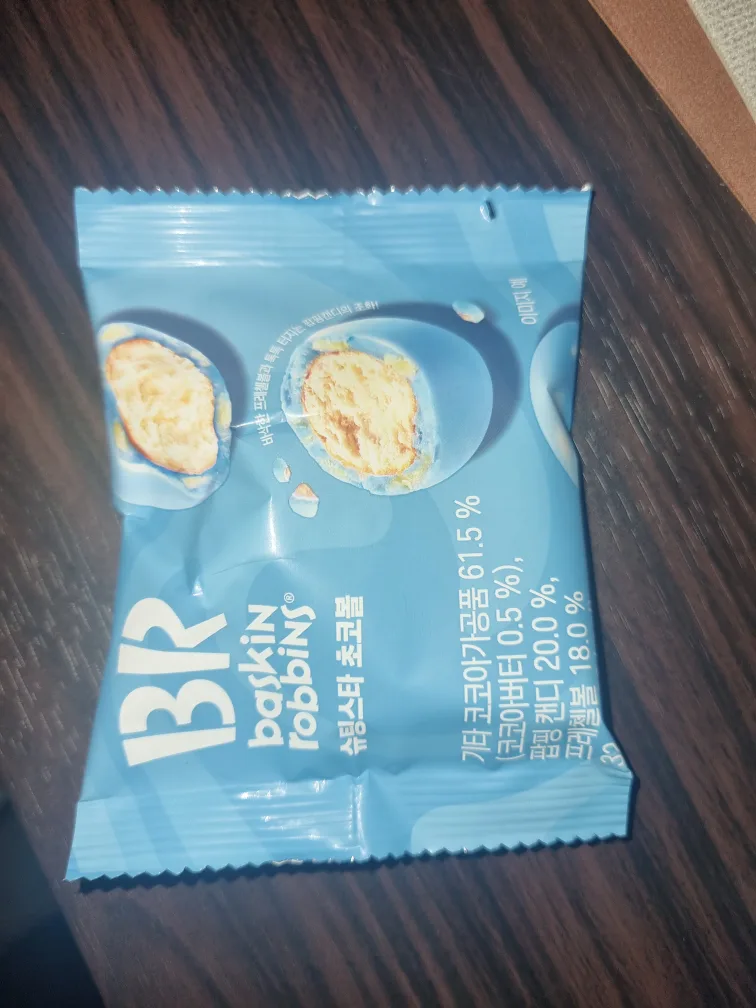 BR
baskin
robbins®
슈팅스타 초코볼
바삭한 프레첼볼과 톡톡 터지는 팝핑캔디의 조화!
기타 코코아가공품 61.5 %
(코코아버터 0.5 %),
팝핑 캔디 20.0 %,
프레첼볼 18.0 %
이미지 예